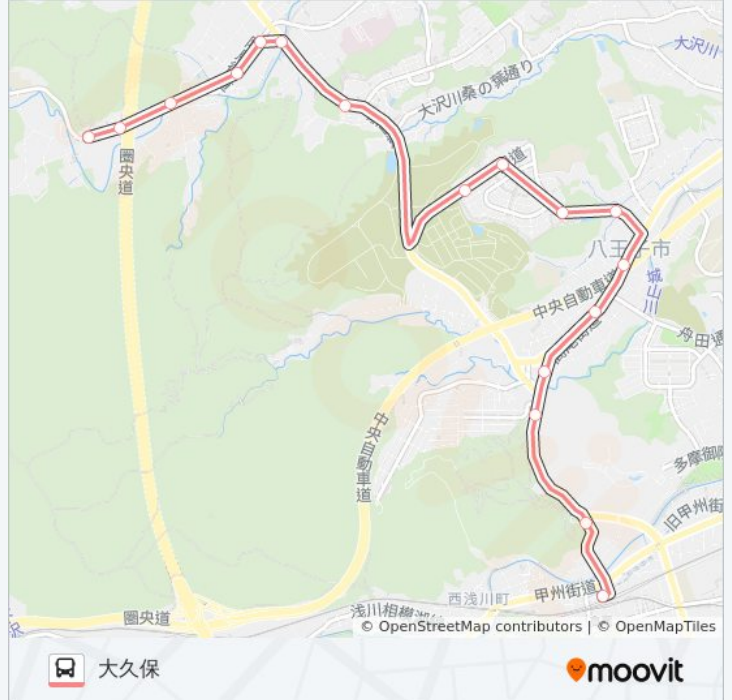 大沢川
大沢川桑の葉通り
道
圏央道
八王子市
中央自動車道
城山三
舟田通
中央自動車道
多摩御
旧甲州街
甲州街道
西浅川町
圏央道
浅川相模湖
© OpenStreetMap contributors | © OpenMapTiles
大久保
moovit